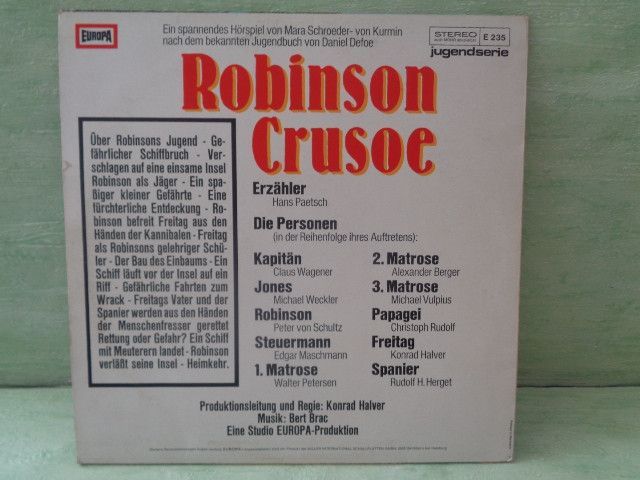 EUROPA
Ein spannendes Hörspiel von Mara Schroeder- von Kurmin
nach dem bekannten Jugendbuch von Daniel Defoe
STEREO
E 235
jugendserie
Robinson
Crusoe
Über Robinsons Jugend - Ge-
fährlicher Schiffbruch - Ver-
schlagen auf eine einsame Insel
Robinson als Jäger - Ein spa-
ßiger kleiner Gefährte - Eine
fürchterliche Entdeckung - Ro-
binson befreit Freitag aus den
Händen der Kannibalen - Freitag
als Robinsons gelehriger Schü-
ler - Der Bau des Einbaums - Ein
Schiff läuft vor der Insel auf ein
Riff - Gefährliche Fahrten zum
Wrack - Freitags Vater und der
Spanier werden aus den Händen
der Menschenfresser gerettet
Rettung oder Gefahr? Ein Schiff
mit Meuterern landet - Robinson
verläßt seine Insel - Heimkehr.
Erzähler
Hans Paetsch
Die Personen
(in der Reihenfolge ihres Auftretens):
Kapitän
Claus Wagener
Jones
Michael Weckler
Robinson
Peter von Schultz
Steuermann
Edgar Maschmann
1. Matrose
Walter Petersen
2. Matrose
Alexander Berger
3. Matrose
Michael Vulpius
Papagei
Christoph Rudolf
Freitag
Konrad Halver
Spanier
Rudolf H. Herget
Produktionsleitung und Regie: Konrad Halver
Musik: Bert Brac
Eine Studio EUROPA-Produktion